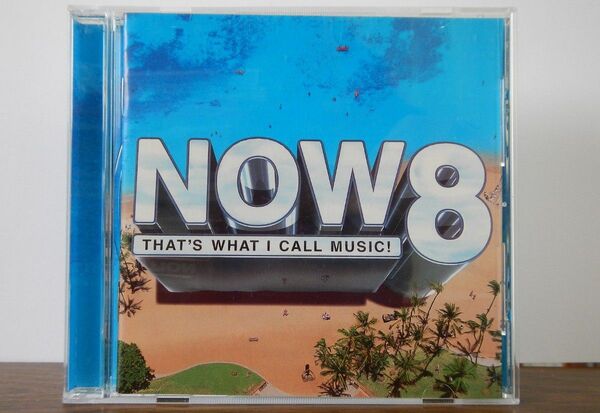 NOW 8
THAT'S WHAT I CALL MUSIC!